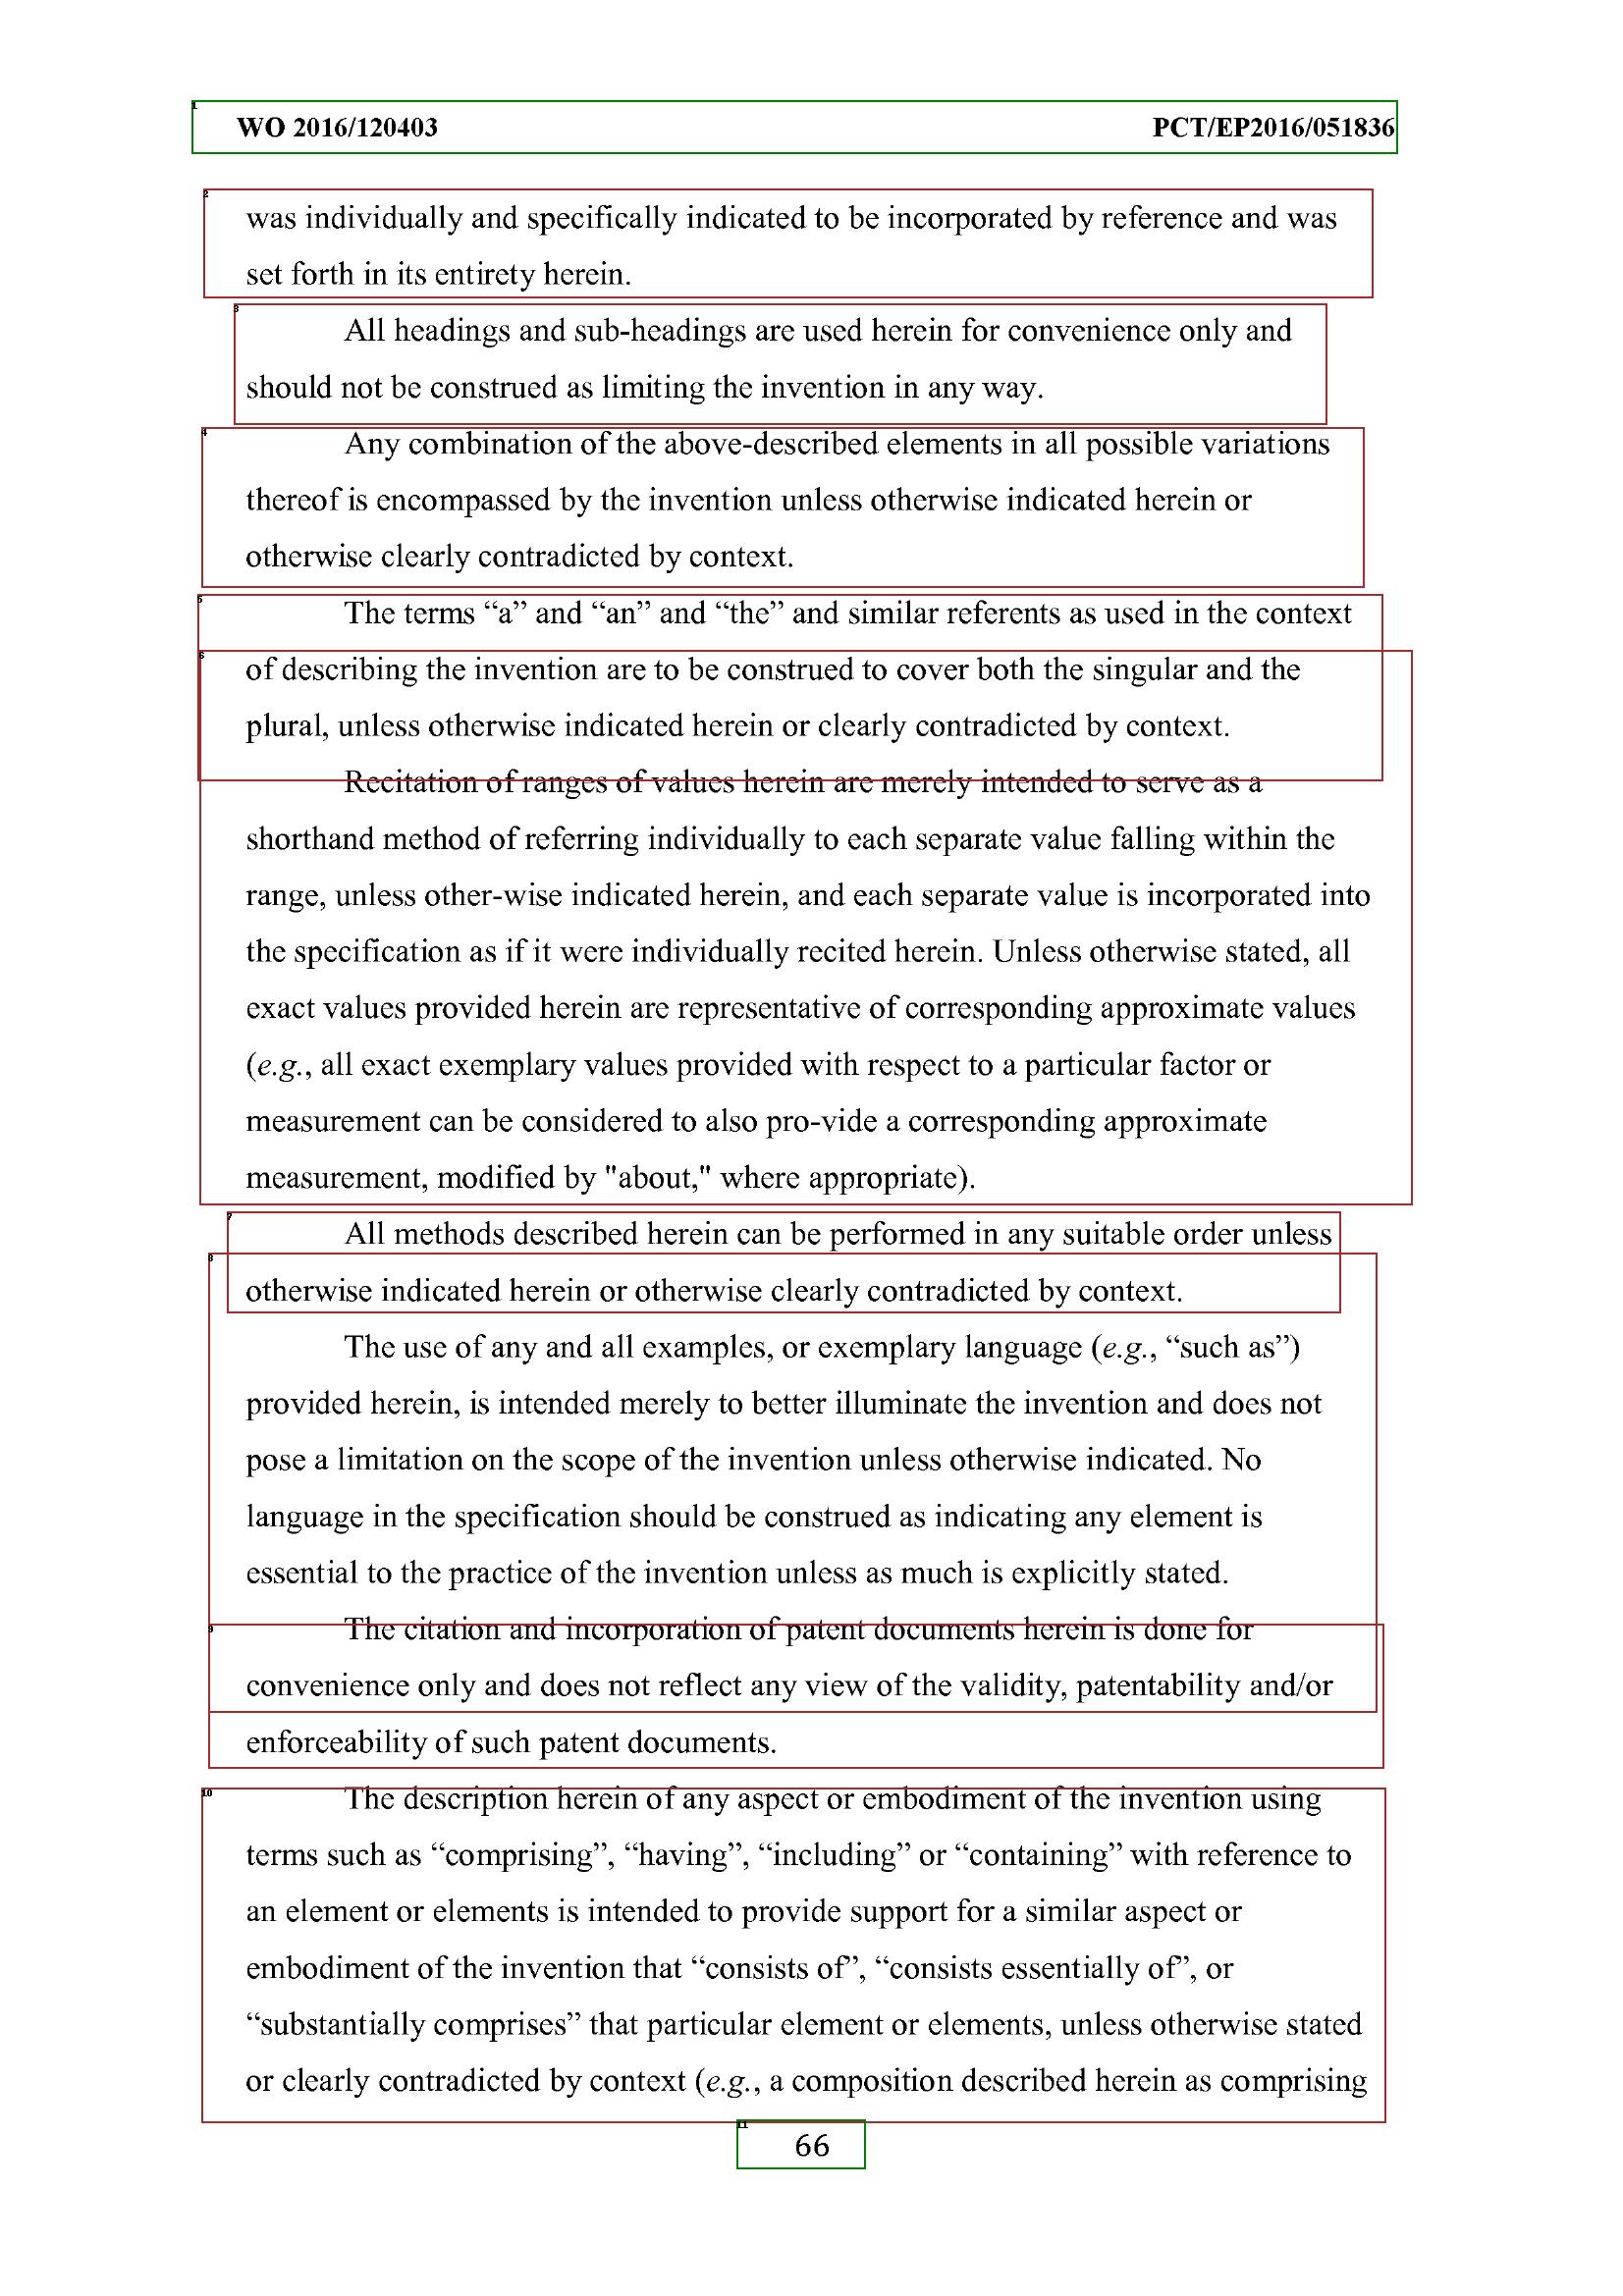 WO 2016/120403 PCT/EP2016/051836
was individually and specifically indicated to be incorporated by reference and was
set forth in its entirety herein.
All headings and sub-headings are used herein for convenience only and
should not be construed as limiting the invention in any way.
Any combination of the above-described elements in all possible variations
thereof is encompassed by the invention unless otherwise indicated herein or
otherwise clearly contradicted by context.
The terms “a” and “an” and “the” and similar referents as used in the context
of describing the invention are to be construed to cover both the singular and the
plural, unless otherwise indicated herein or clearly contradicted by context.
Recitation of ranges of values herein are merely intended to serve as a
shorthand method of referring individually to each separate value falling within the
range, unless other-wise indicated herein, and each separate value is incorporated into
the specification as if it were individually recited herein. Unless otherwise stated, all
exact values provided herein are representative of corresponding approximate values
(e.g., all exact exemplary values provided with respect to a particular factor or
measurement can be considered to also pro-vide a corresponding approximate
measurement, modified by "about," where appropriate).
All methods described herein can be performed in any suitable order unless
otherwise indicated herein or otherwise clearly contradicted by context.
The use of any and all examples, or exemplary language (e.g., “such as”)
provided herein, is intended merely to better illuminate the invention and does not
pose a limitation on the scope of the invention unless otherwise indicated. No
language in the specification should be construed as indicating any element is
essential to the practice of the invention unless as much is explicitly stated.
The citation and incorporation of patent documents herein is done for
convenience only and does not reflect any view of the validity, patentability and/or
enforceability of such patent documents.
The description herein of any aspect or embodiment of the invention using
terms such as “comprising”, “having”, “including” or “containing” with reference to
an element or elements is intended to provide support for a similar aspect or
embodiment of the invention that “consists of”, “consists essentially of”, or
“substantially comprises” that particular element or elements, unless otherwise stated
or clearly contradicted by context (e.g., a composition described herein as comprising
66